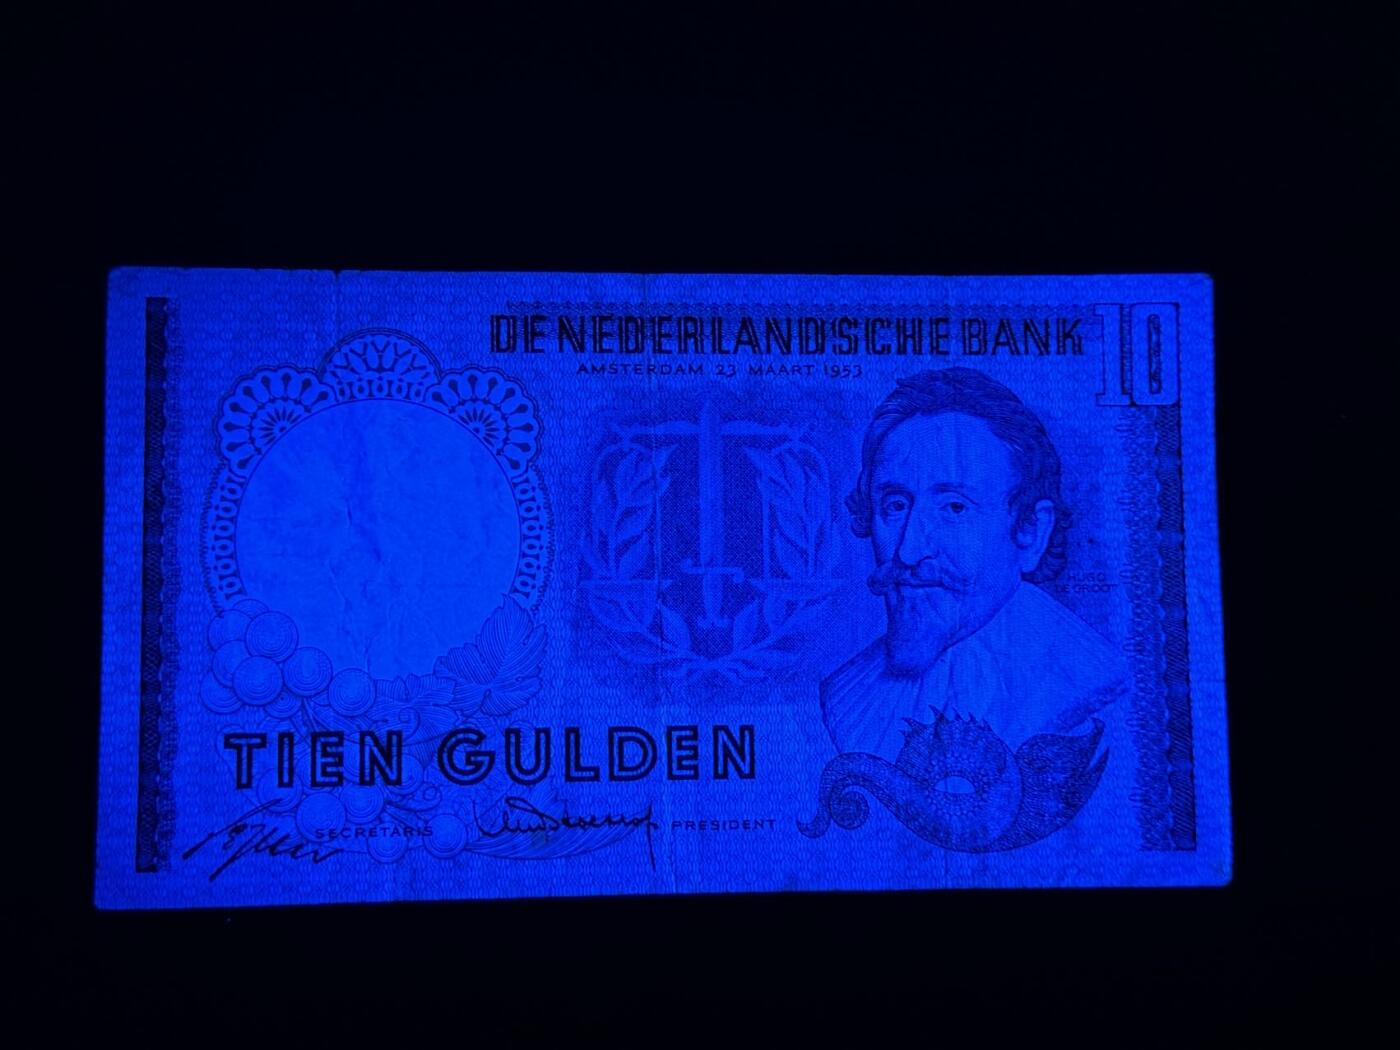 DE NEDERLANDSCHE BANK
10
AMSTERDAM 23 MAART 1953
HUGO
DE GROOT
TIEN GULDEN
SECRETARIS
PRESIDENT